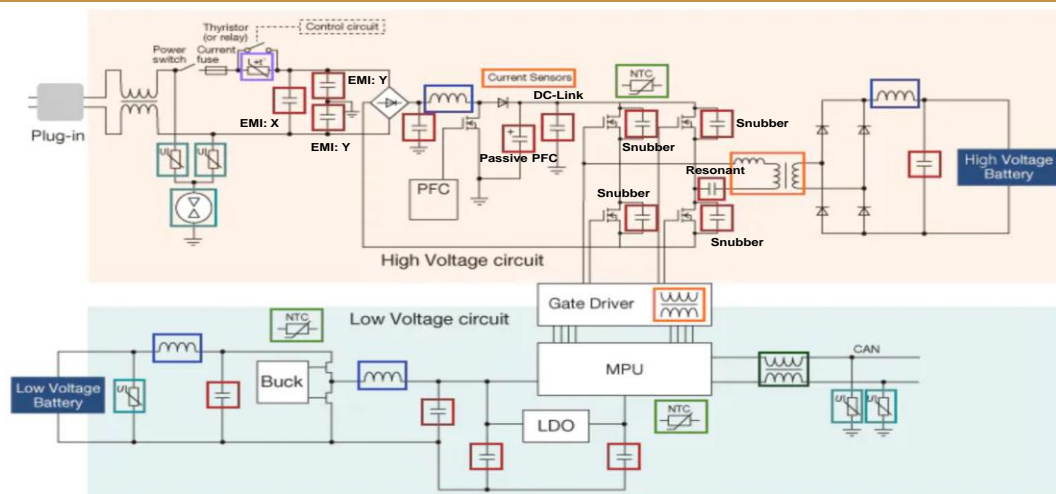 Thyristor
(or relay)
Control circuit
Power
switch
Current
fuse
Plug-in
EMI: X
EMI: Y
EMI: Y
Current Sensors
DC-Link
Passive PFC
PFC
NTC
Snubber
Snubber
Snubber
Snubber
Resonant
High Voltage
Battery
High Voltage circuit
Gate Driver
Low Voltage circuit
NTC
Low Voltage
Battery
Buck
MPU
NTC
LDO
CAN